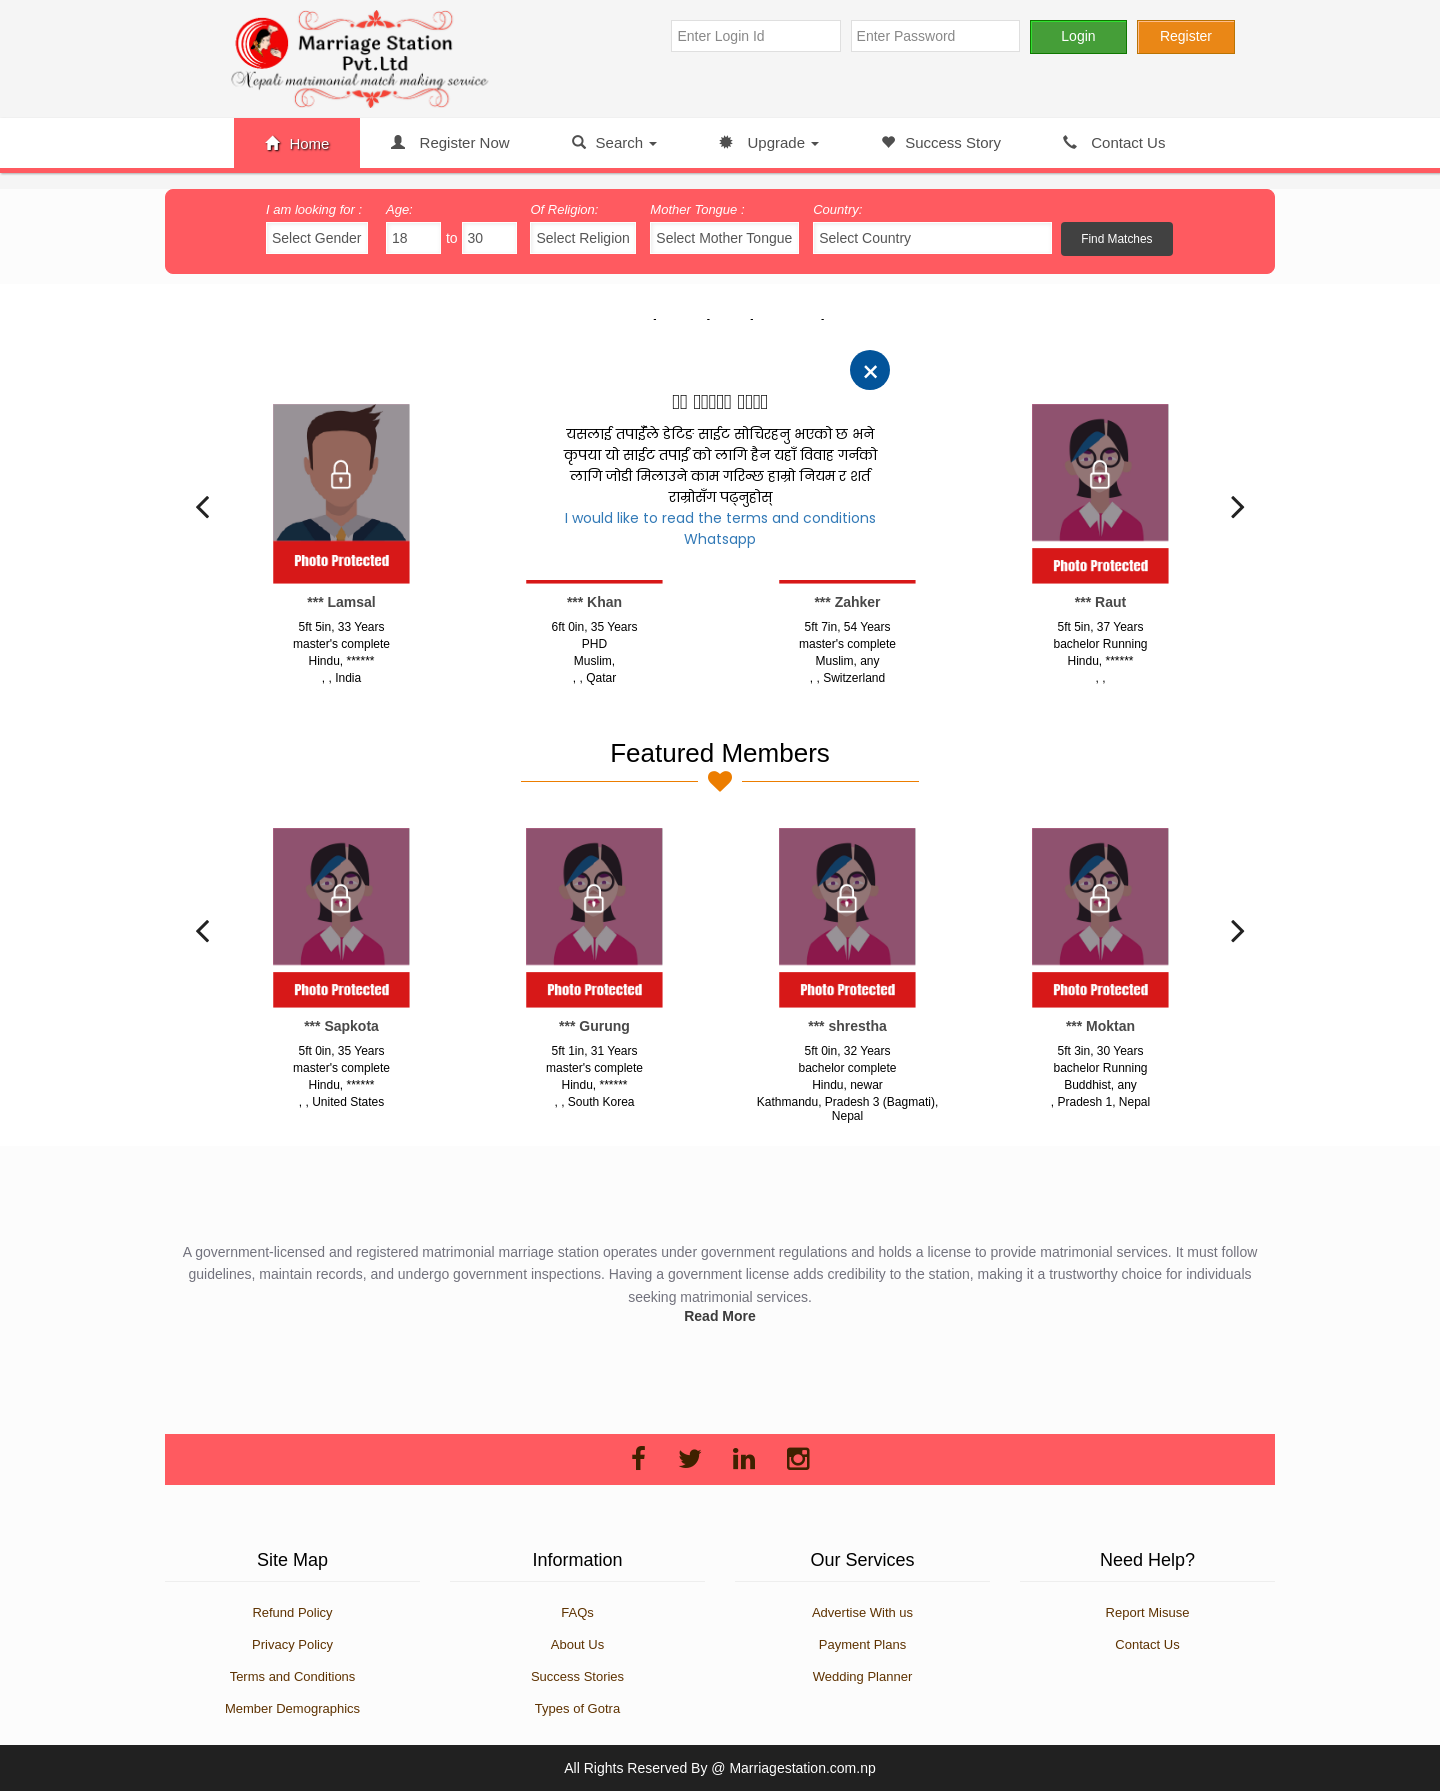 Marriage Station
Pvt.Ltd
Nepali matrimonial match making service
Enter Login Id
Enter Password
Login
Register
Home
Register Now
Search
Upgrade
Success Story
Contact Us
I am looking for :
Age:
Of Religion:
Mother Tongue :
Country:
Select Gender
18
to
30
Select Religion
Select Mother Tongue
Select Country
Find Matches
यसलाई तपाईंले डेटिङ साईट सोचिरहनु भएको छ भने
कृपया यो साईट तपाई को लागि हैन यहाँ विवाह गर्नको
लागि जोडी मिलाउने काम गरिन्छ हाम्रो नियम र शर्त
राम्रोसँग पढ्नुहोस्
I would like to read the terms and conditions
Whatsapp
Photo Protected
Photo Protected
*** Lamsal
*** Khan
*** Zahker
*** Raut
5ft 5in, 33 Years
master's complete
Hindu, ******
, , India
6ft 0in, 35 Years
PHD
Muslim,
, , Qatar
5ft 7in, 54 Years
master's complete
Muslim, any
, , Switzerland
5ft 5in, 37 Years
bachelor Running
Hindu, ******
, ,
Featured Members
Photo Protected
Photo Protected
Photo Protected
Photo Protected
*** Sapkota
5ft 0in, 35 Years
master's complete
Hindu, ******
, , United States
*** Gurung
5ft 1in, 31 Years
master's complete
Hindu, ******
, , South Korea
*** shrestha
5ft 0in, 32 Years
bachelor complete
Hindu, newar
Kathmandu, Pradesh 3 (Bagmati),
Nepal
*** Moktan
5ft 3in, 30 Years
bachelor Running
Buddhist, any
, Pradesh 1, Nepal
A government-licensed and registered matrimonial marriage station operates under government regulations and holds a license to provide matrimonial services. It must follow
guidelines, maintain records, and undergo government inspections. Having a government license adds credibility to the station, making it a trustworthy choice for individuals
seeking matrimonial services.
Read More
Site Map
Refund Policy
Privacy Policy
Terms and Conditions
Member Demographics
Information
FAQs
About Us
Success Stories
Types of Gotra
Our Services
Advertise With us
Payment Plans
Wedding Planner
Need Help?
Report Misuse
Contact Us
All Rights Reserved By @ Marriagestation.com.np